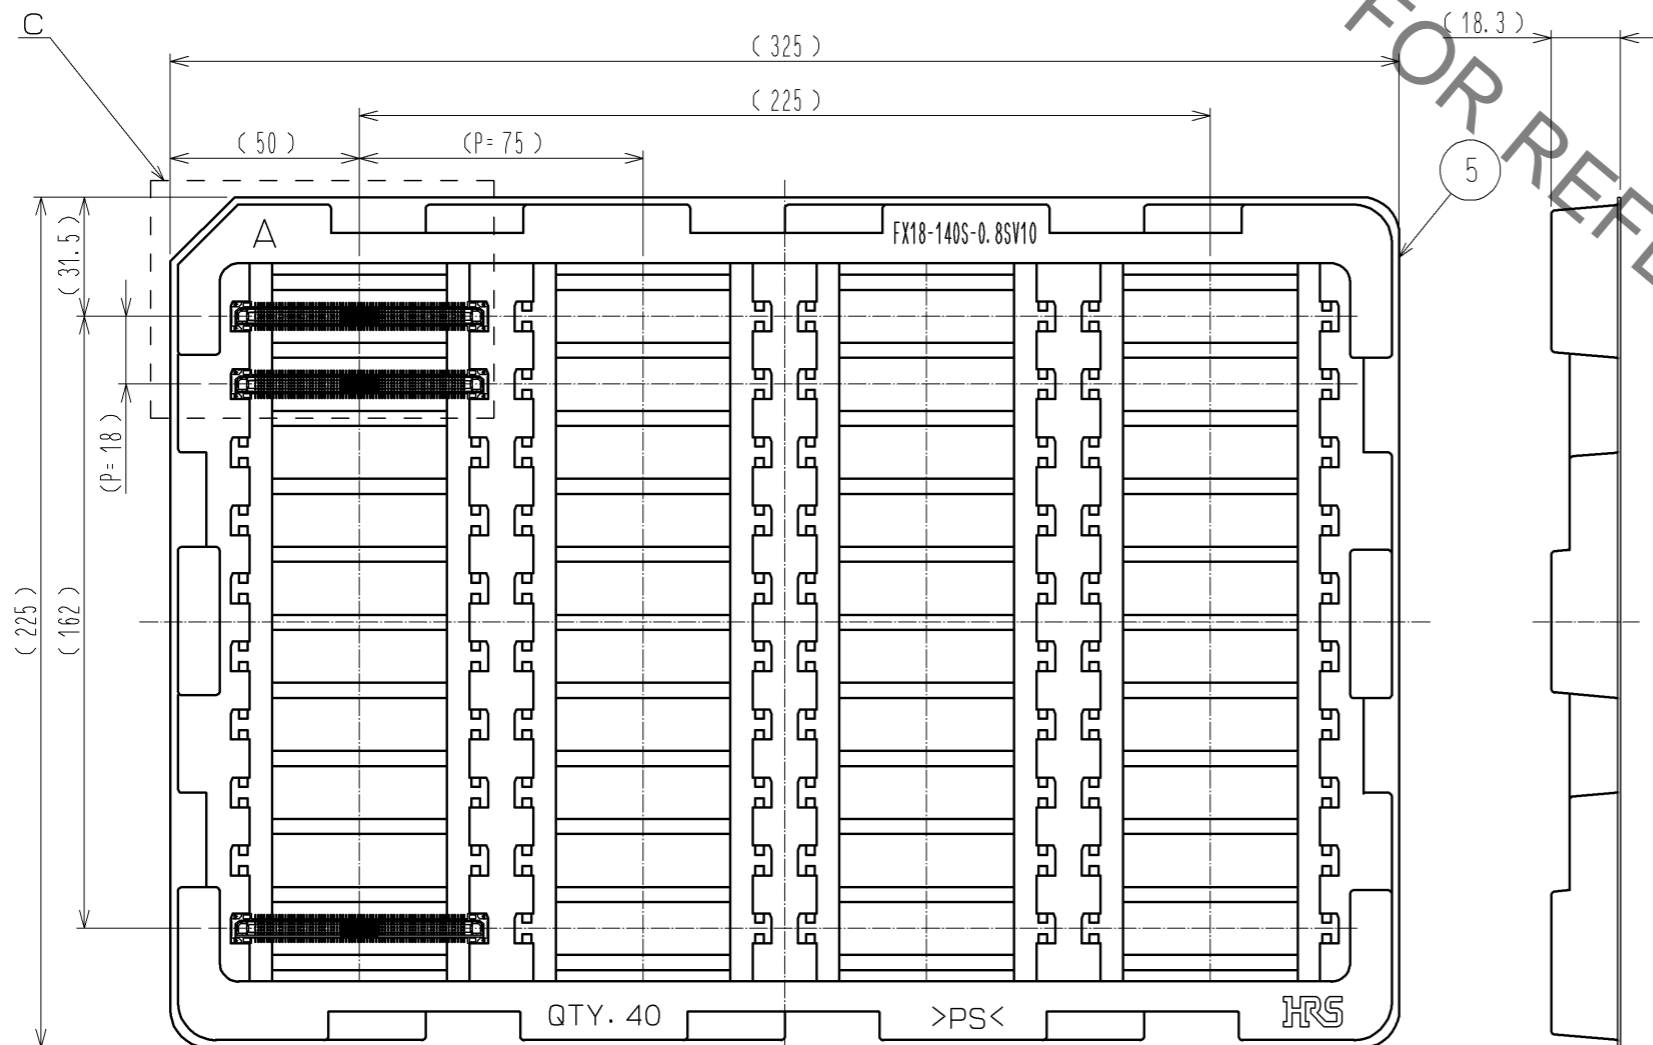 C
( 325 )
( 18.3 )
FOR REFE
( 225 )
( 50 )
(P=75 )
5
A
FX18-140S-0.8SV10
( 31.5 )
(P=18 )
( 225 )
( 162 )
QTY. 40
>PS<
HRS